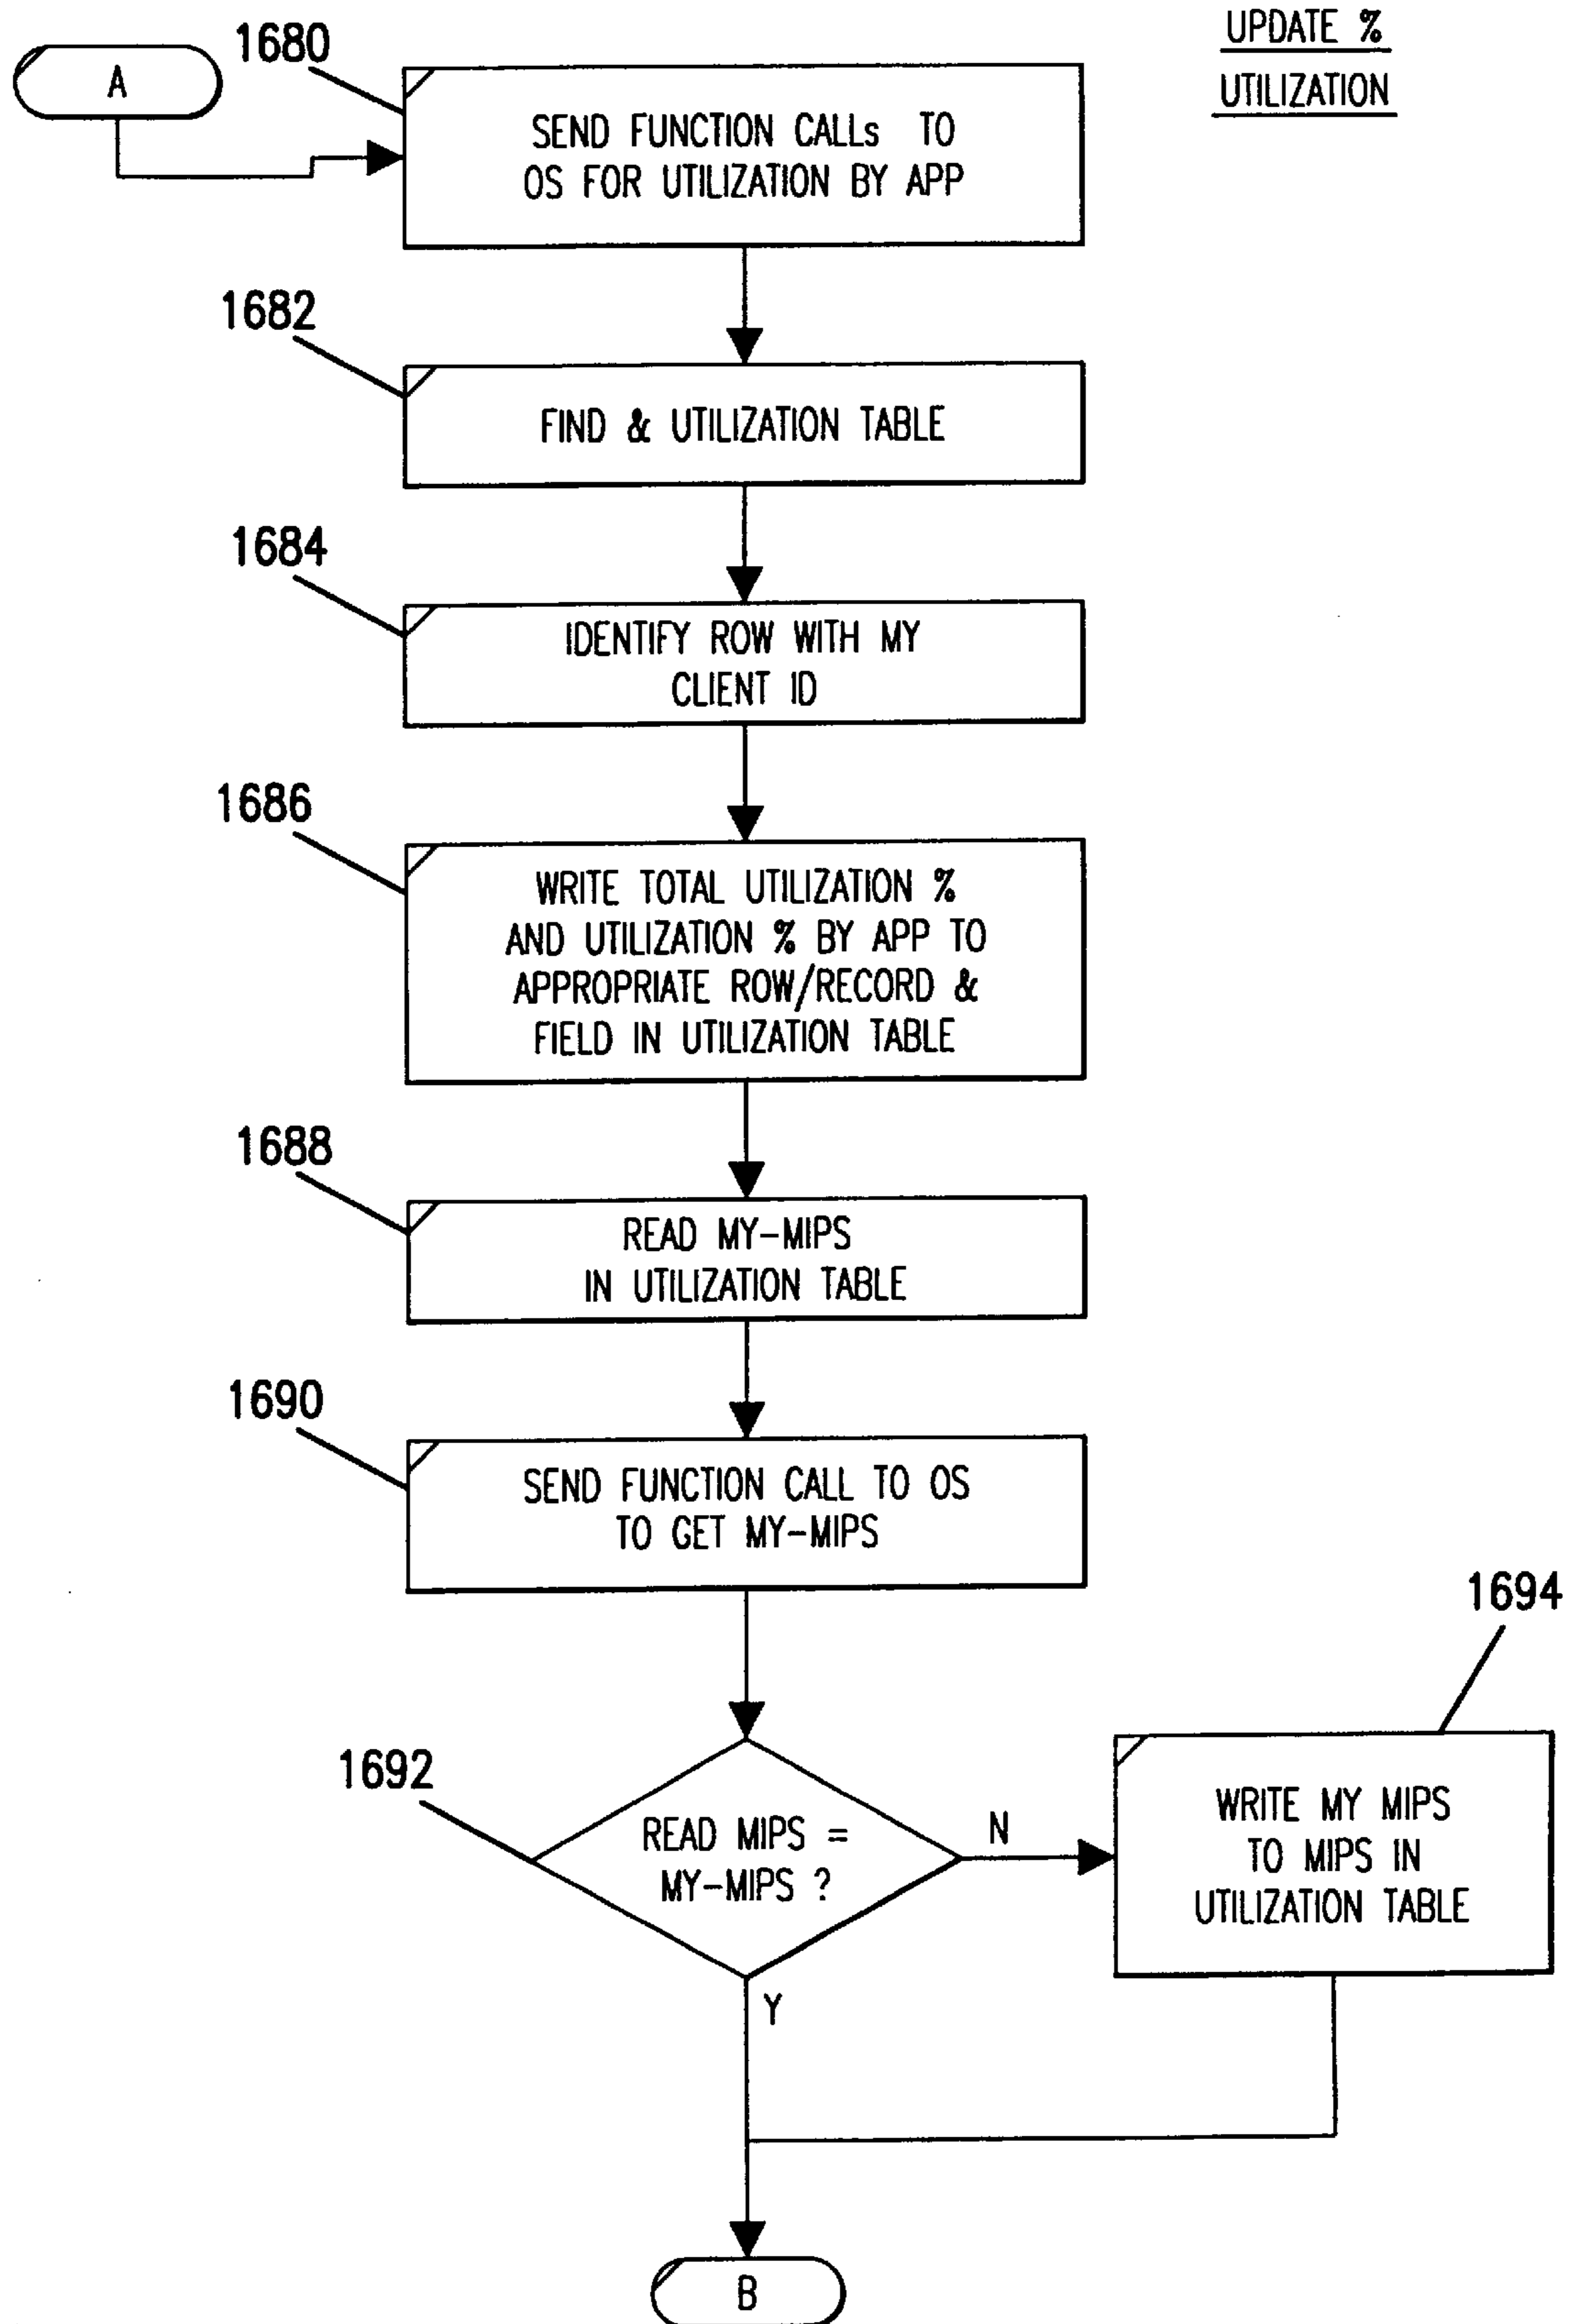 UPDATE %
UTILIZATION
A
1680
SEND FUNCTION CALLs TO
OS FOR UTILIZATION BY APP
1682
FIND & UTILIZATION TABLE
1684
IDENTIFY ROW WITH MY
CLIENT ID
1686
WRITE TOTAL UTILIZATION %
AND UTILIZATION % BY APP TO
APPROPRIATE ROW/RECORD &
FIELD IN UTILIZATION TABLE
1688
READ MY-MIPS
IN UTILIZATION TABLE
1690
SEND FUNCTION CALL TO OS
TO GET MY-MIPS
1692
READ MIPS =
MY-MIPS ?
N
1694
WRITE MY MIPS
TO MIPS IN
UTILIZATION TABLE
Y
B